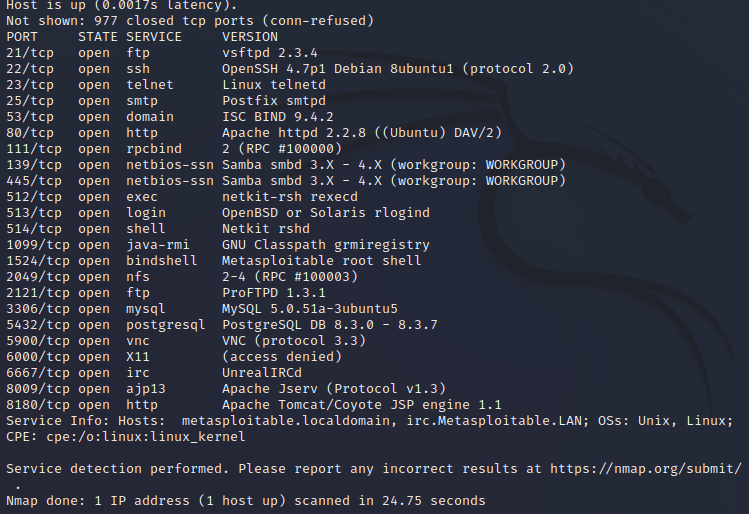 Host is up (0.0017s latency).
Not shown: 977 closed tcp ports (conn-refused)
PORT     STATE SERVICE     VERSION
21/tcp   open  ftp         vsftpd 2.3.4
22/tcp   open  ssh         OpenSSH 4.7p1 Debian 8ubuntu1 (protocol 2.0)
23/tcp   open  telnet      Linux telnetd
25/tcp   open  smtp        Postfix smtpd
53/tcp   open  domain      ISC BIND 9.4.2
80/tcp   open  http        Apache httpd 2.2.8 ((Ubuntu) DAV/2)
111/tcp  open  rpcbind     2 (RPC #100000)
139/tcp  open  netbios-ssn Samba smbd 3.X - 4.X (workgroup: WORKGROUP)
445/tcp  open  netbios-ssn Samba smbd 3.X - 4.X (workgroup: WORKGROUP)
512/tcp  open  exec        netkit-rsh rexecd
513/tcp  open  login       OpenBSD or Solaris rlogind
514/tcp  open  shell       Netkit rshd
1099/tcp open  java-rmi    GNU Classpath grmiregistry
1524/tcp open  bindshell   Metasploitable root shell
2049/tcp open  nfs         2-4 (RPC #100003)
2121/tcp open  ftp         ProFTPD 1.3.1
3306/tcp open  mysql       MySQL 5.0.51a-3ubuntu5
5432/tcp open  postgresql  PostgreSQL DB 8.3.0 - 8.3.7
5900/tcp open  vnc         VNC (protocol 3.3)
6000/tcp open  X11         (access denied)
6667/tcp open  irc         UnrealIRCd
8009/tcp open  ajp13       Apache Jserv (Protocol v1.3)
8180/tcp open  http        Apache Tomcat/Coyote JSP engine 1.1
Service Info: Hosts:  metasploitable.localdomain, irc.Metasploitable.LAN; OSs: Unix, Linux;
CPE: cpe:/o:linux:linux_kernel

Service detection performed. Please report any incorrect results at https://nmap.org/submit/
 .
Nmap done: 1 IP address (1 host up) scanned in 24.75 seconds